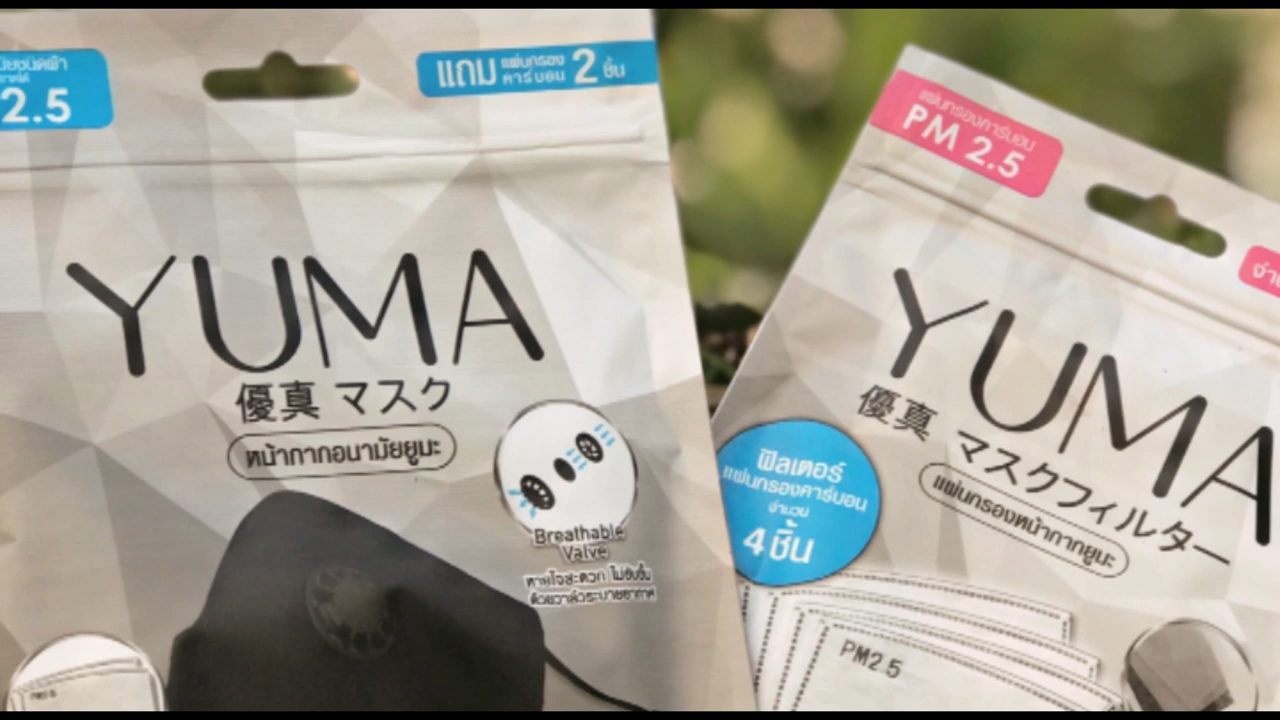 2.5
แถม แผ่นกรอง คาร์บอน 2 ชิ้น
YUMA
優真 マスク
หน้ากากอนามัยยูมะ
Breathable
Valve
หายใจสะดวก ไม่อับชื้น
ด้วยวาล์วระบายอากาศ
แผ่นกรองคาร์บอน
PM 2.5
YUMA
優真 マスクフィルター
แผ่นกรองหน้ากากยูมะ
ฟิลเตอร์
แผ่นกรองคาร์บอน
จำนวน
4 ชิ้น
PM2.5